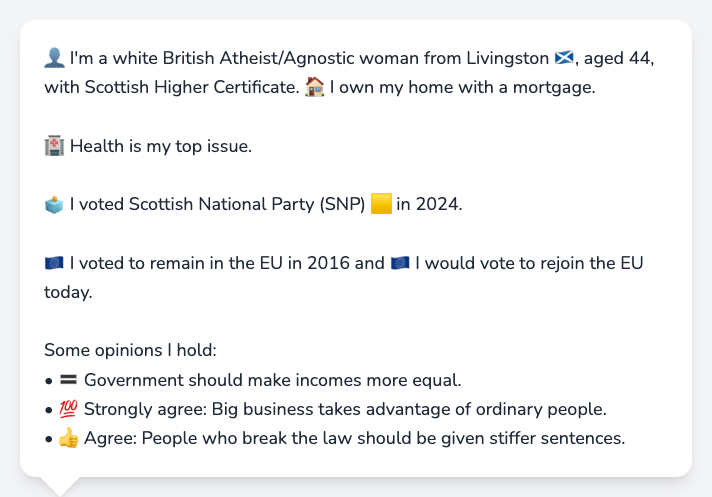 👤 I'm a white British Atheist/Agnostic woman from Livingston 🏴󠁧󠁢󠁳󠁣󠁴󠁿, aged 44,
with Scottish Higher Certificate. 🏠 I own my home with a mortgage.
🏥 Health is my top issue.
🗳️ I voted Scottish National Party (SNP) 🟨 in 2024.
🇪🇺 I voted to remain in the EU in 2016 and 🇪🇺 I would vote to rejoin the EU
today.
Some opinions I hold:
• 🟰 Government should make incomes more equal.
• 💯 Strongly agree: Big business takes advantage of ordinary people.
• 👍 Agree: People who break the law should be given stiffer sentences.